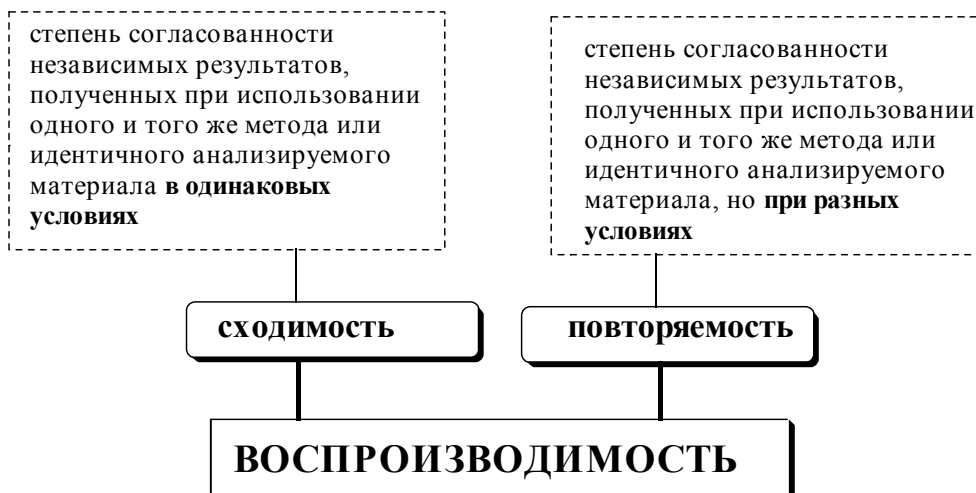 степень согласованности
независимых результатов,
полученных при использовании
одного и того же метода или
идентичного анализируемого
материала в одинаковых
условиях
степень согласованности
независимых результатов,
полученных при использовании
одного и того же метода или
идентичного анализируемого
материала, но при разных
условиях
сходимость
повторяемость
ВОСПРОИЗВОДИМОСТЬ